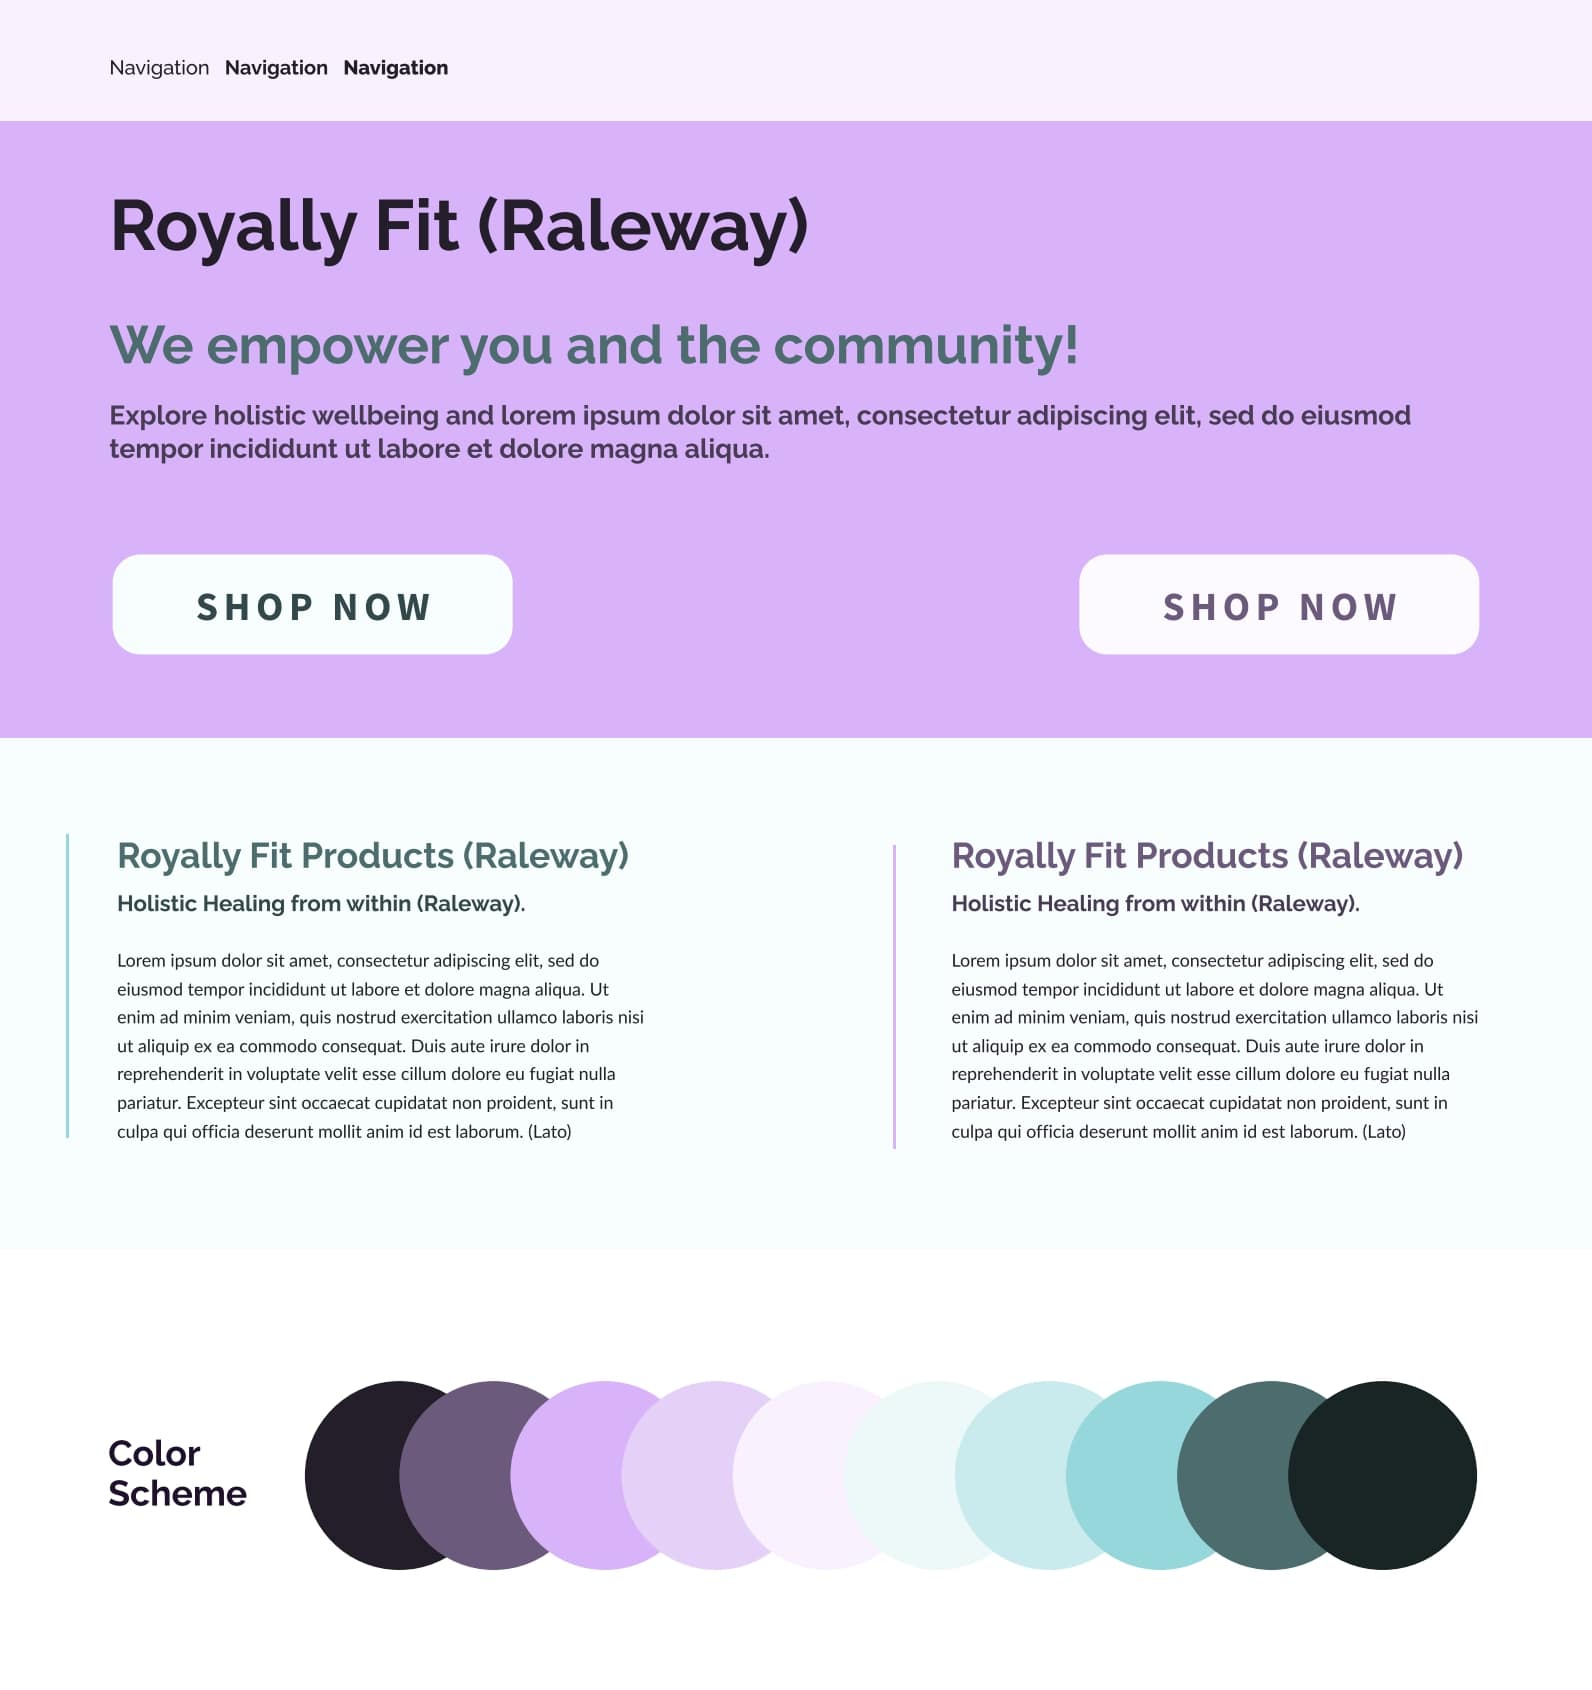 Navigation Navigation Navigation
Royally Fit (Raleway)
We empower you and the community!
Explore holistic wellbeing and lorem ipsum dolor sit amet, consectetur adipiscing elit, sed do eiusmod
tempor incididunt ut labore et dolore magna aliqua.
SHOP NOW
SHOP NOW
Royally Fit Products (Raleway)
Holistic Healing from within (Raleway).
Lorem ipsum dolor sit amet, consectetur adipiscing elit, sed do
eiusmod tempor incididunt ut labore et dolore magna aliqua. Ut
enim ad minim veniam, quis nostrud exercitation ullamco laboris nisi
ut aliquip ex ea commodo consequat. Duis aute irure dolor in
reprehenderit in voluptate velit esse cillum dolore eu fugiat nulla
pariatur. Excepteur sint occaecat cupidatat non proident, sunt in
culpa qui officia deserunt mollit anim id est laborum. (Lato)
Royally Fit Products (Raleway)
Holistic Healing from within (Raleway).
Lorem ipsum dolor sit amet, consectetur adipiscing elit, sed do
eiusmod tempor incididunt ut labore et dolore magna aliqua. Ut
enim ad minim veniam, quis nostrud exercitation ullamco laboris nisi
ut aliquip ex ea commodo consequat. Duis aute irure dolor in
reprehenderit in voluptate velit esse cillum dolore eu fugiat nulla
pariatur. Excepteur sint occaecat cupidatat non proident, sunt in
culpa qui officia deserunt mollit anim id est laborum. (Lato)
Color
Scheme